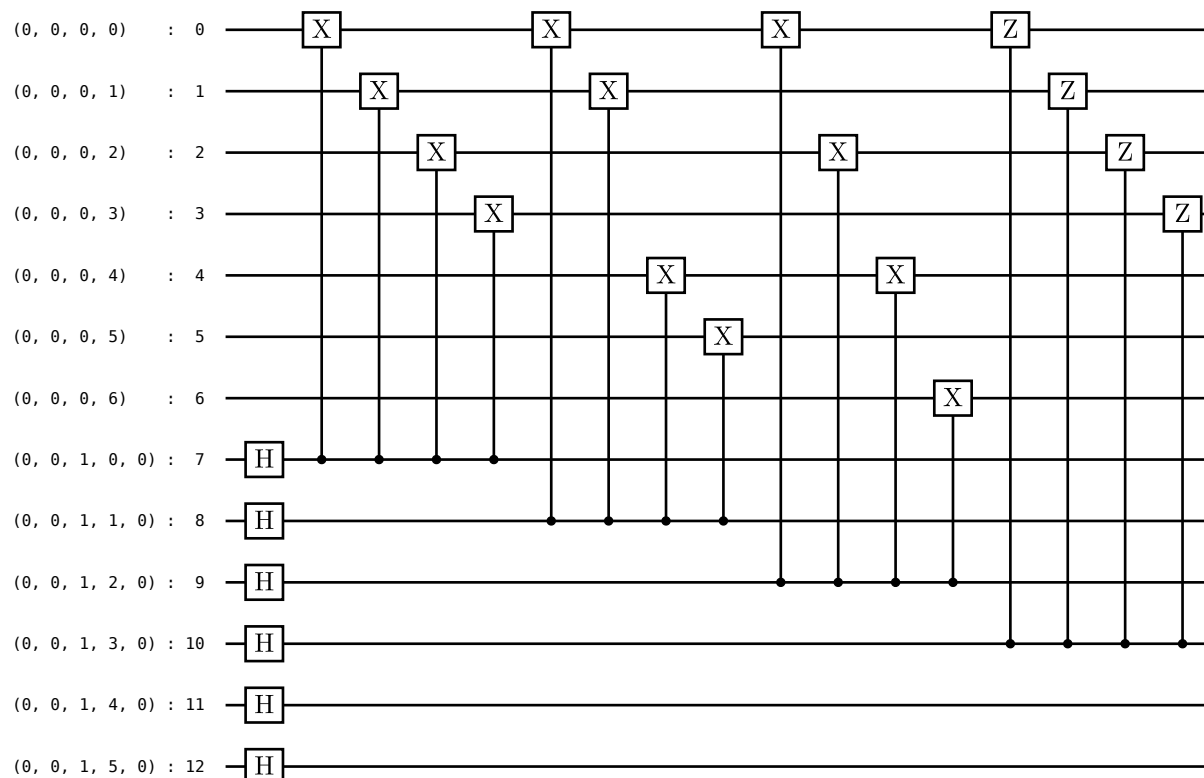 (0, 0, 0, 0) : 0 X X X Z
(0, 0, 0, 1) : 1 X X Z
(0, 0, 0, 2) : 2 X X Z
(0, 0, 0, 3) : 3 X Z
(0, 0, 0, 4) : 4 X X
(0, 0, 0, 5) : 5 X
(0, 0, 0, 6) : 6 X
(0, 0, 1, 0, 0) : 7 H
(0, 0, 1, 1, 0) : 8 H
(0, 0, 1, 2, 0) : 9 H
(0, 0, 1, 3, 0) : 10 H
(0, 0, 1, 4, 0) : 11 H
(0, 0, 1, 5, 0) : 12 H